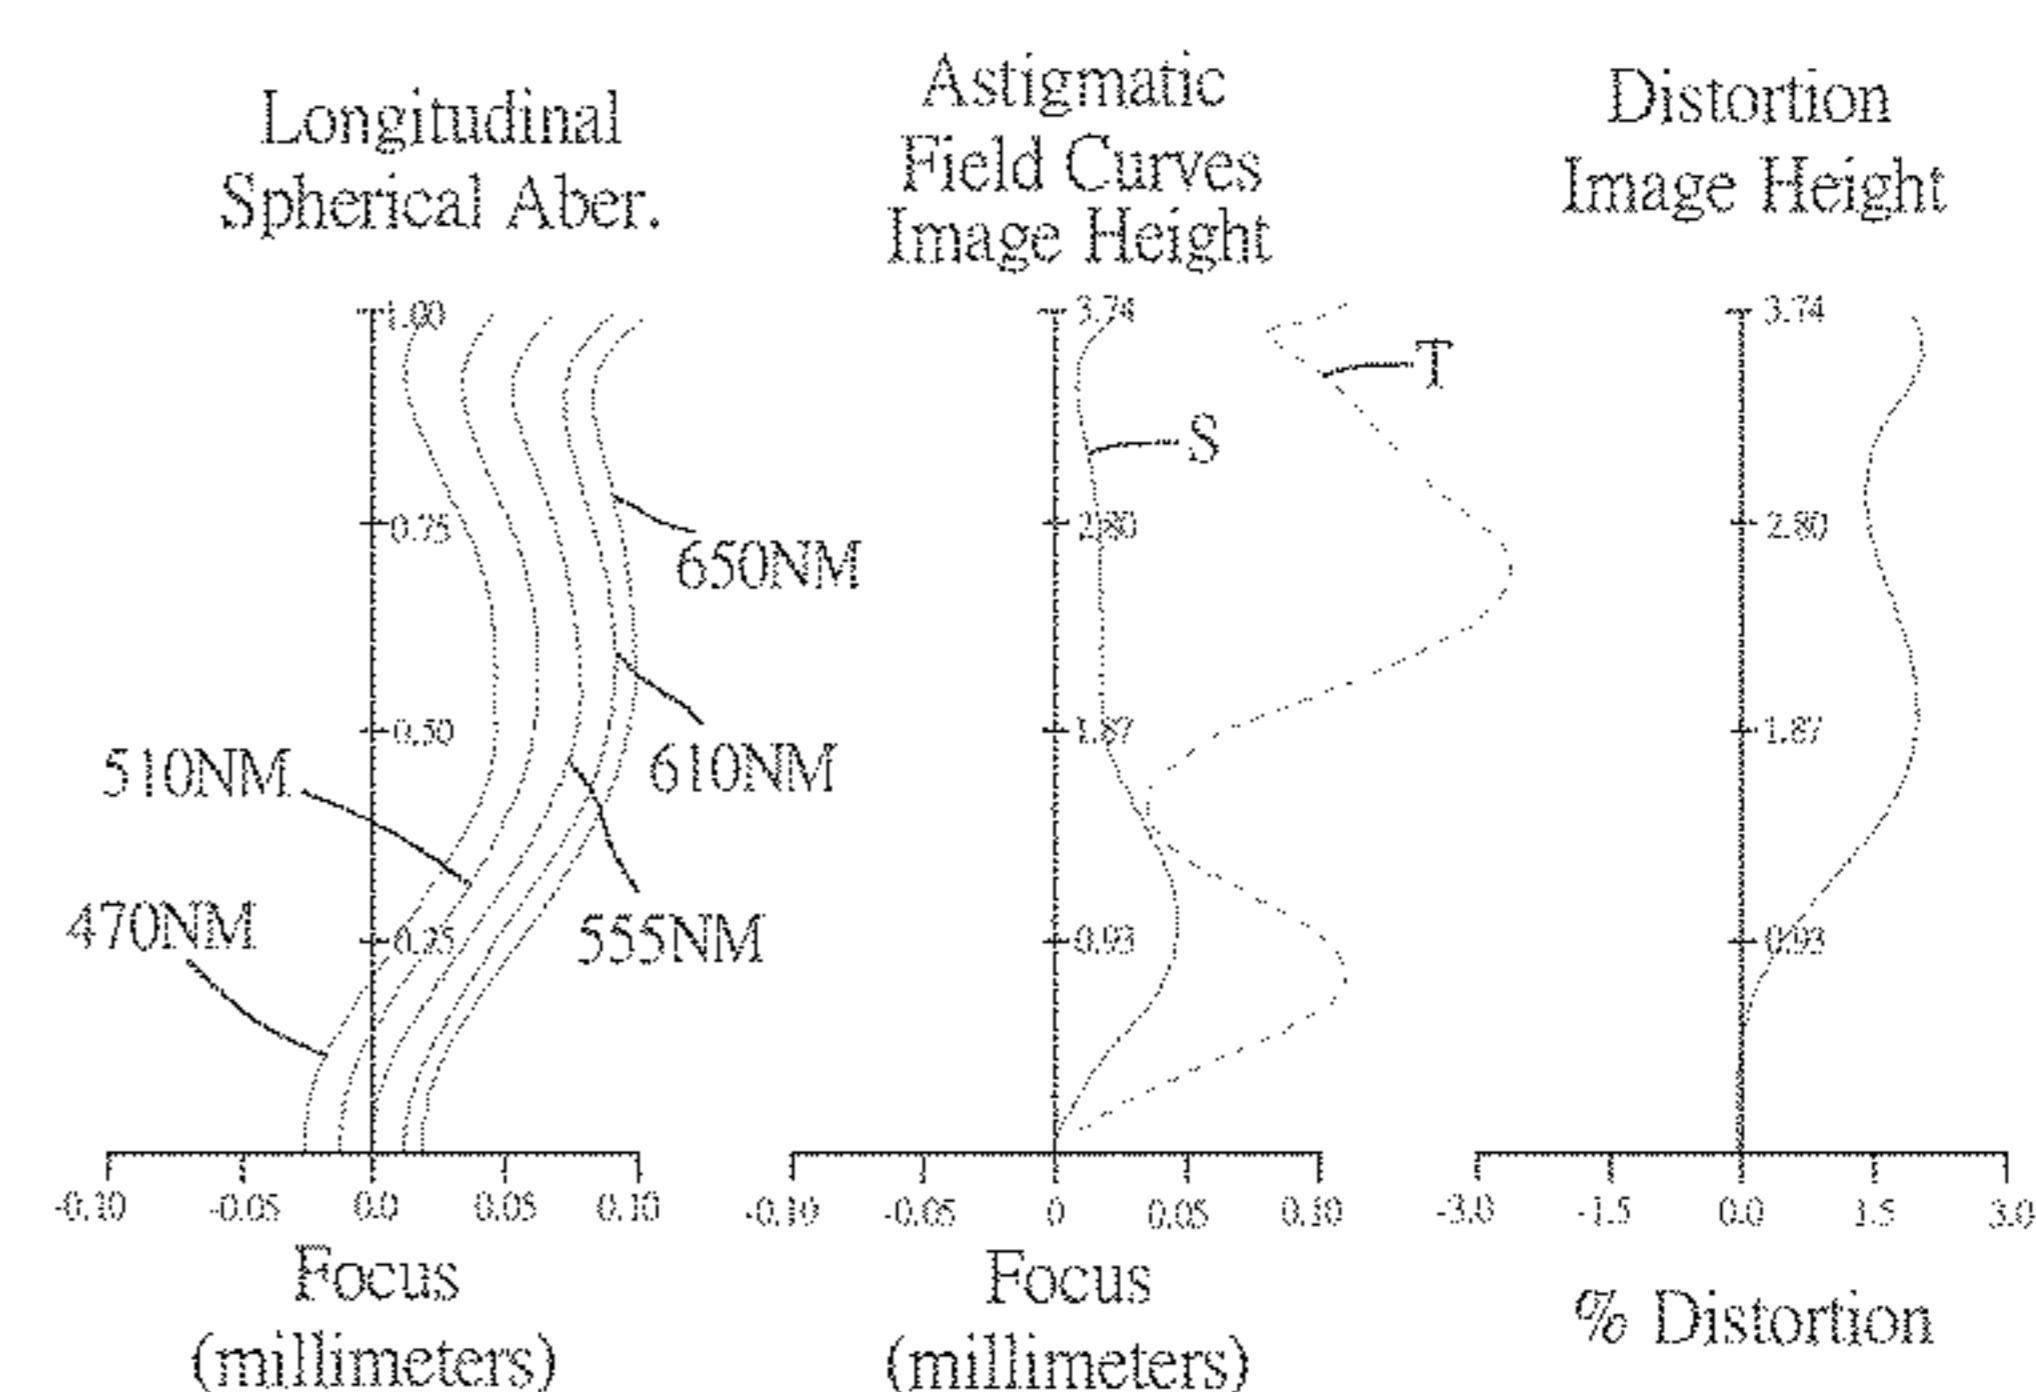 Longitudinal
Spherical Aber.
1.00
0.75
0.50
0.25
650NM
610NM
555NM
510NM
470NM
-0.10 -0.05 0.0 0.05 0.10
Focus
(millimeters)
Astigmatic
Field Curves
Image Height
3.74
T
S
2.80
1.87
0.93
-0.10 -0.05 0 0.05 0.10
Focus
(millimeters)
Distortion
Image Height
3.74
2.80
1.87
0.93
-3.0 -1.5 0.0 1.5 3.0
% Distortion